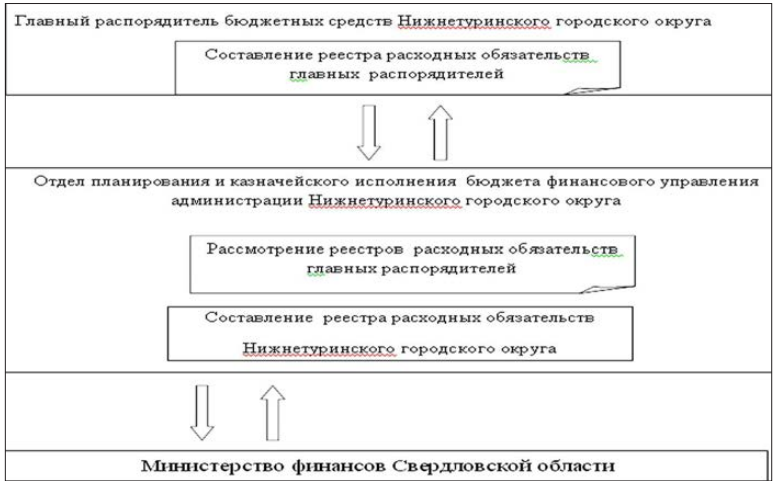 Главный распорядитель бюджетных средств Нижнетуринского городского округа
Составление реестра расходных обязательств
главных распорядителей
Отдел планирования и казначейского исполнения бюджета финансового управления
администрации Нижнетуринского городского округа
Рассмотрение реестров расходных обязательств
главных распорядителей
Составление реестра расходных обязательств
Нижнетуринского городского округа
Министерство финансов Свердловской области